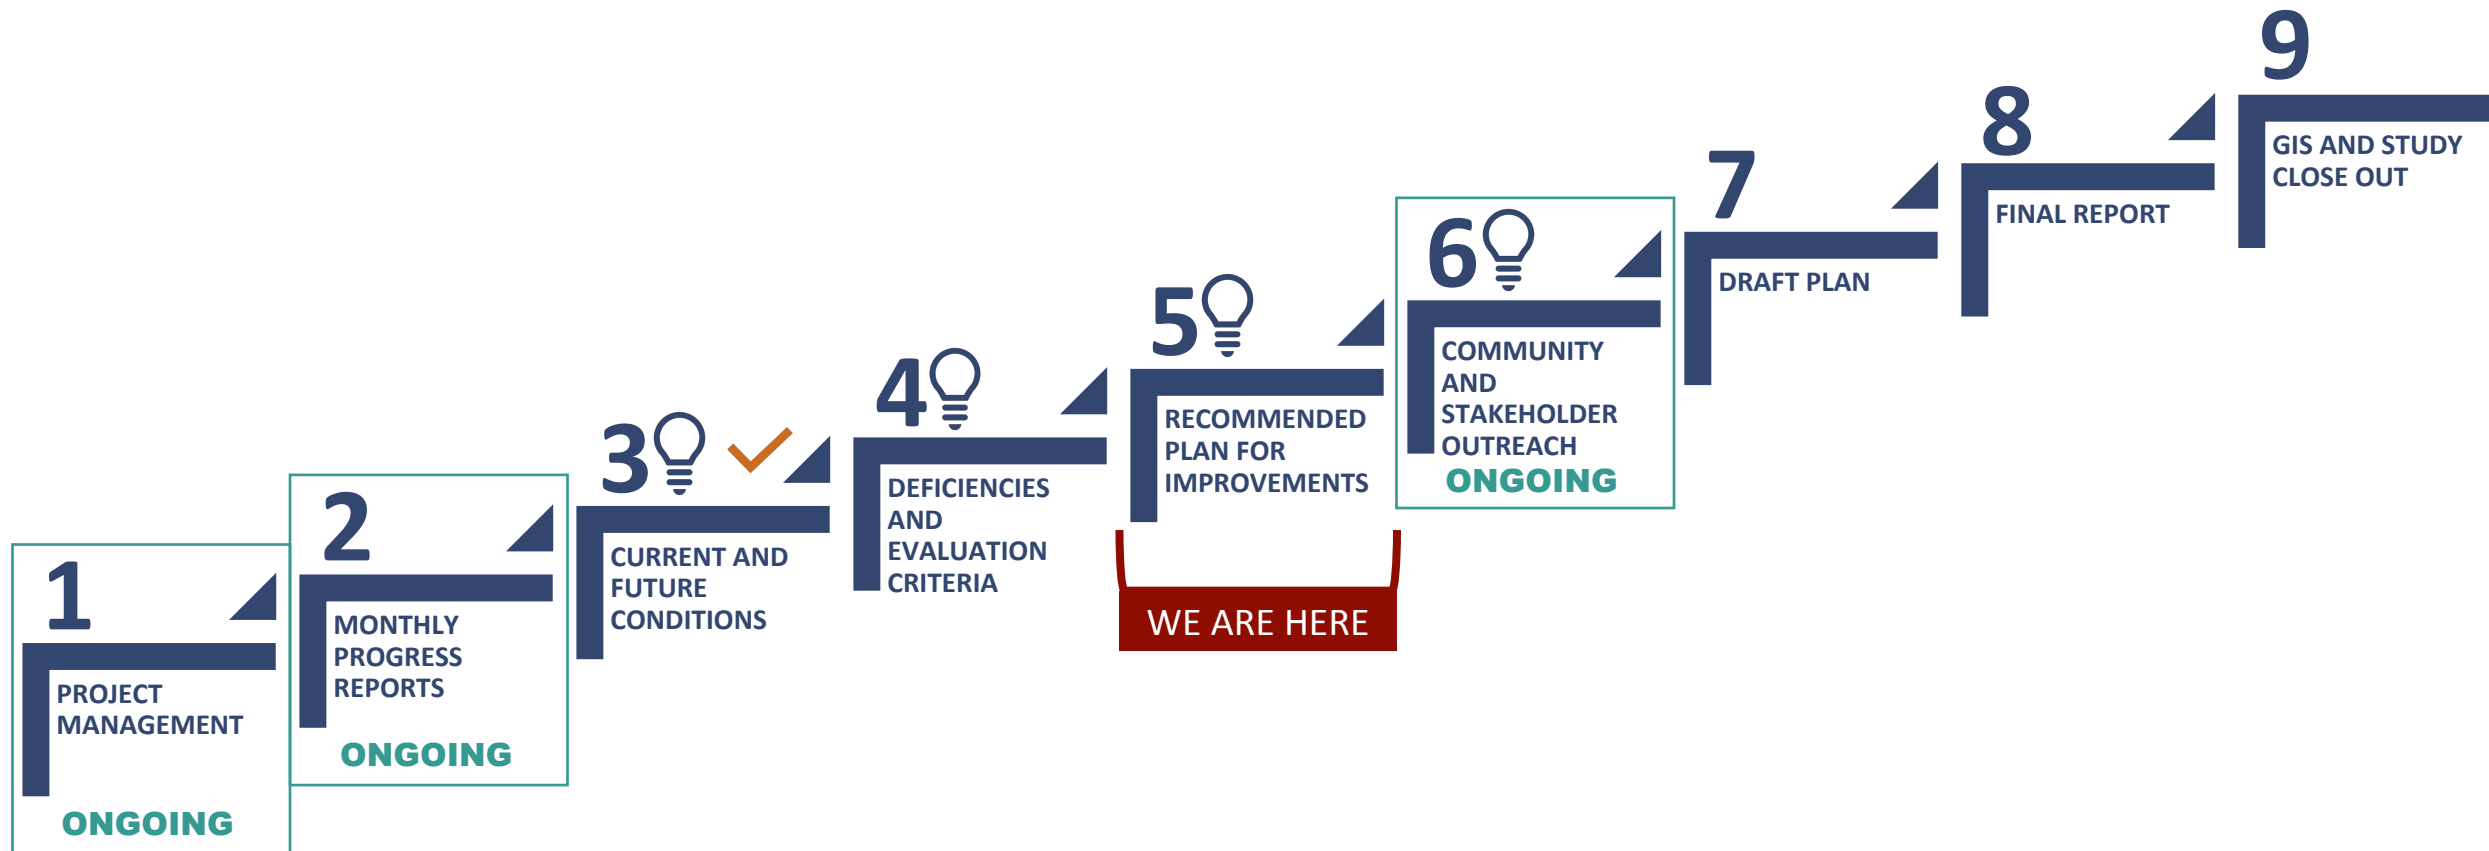 1
PROJECT
MANAGEMENT
ONGOING
2
MONTHLY
PROGRESS
REPORTS
ONGOING
3
CURRENT AND
FUTURE
CONDITIONS
4
DEFICIENCIES
AND
EVALUATION
CRITERIA
5
RECOMMENDED
PLAN FOR
IMPROVEMENTS
WE ARE HERE
6
COMMUNITY
AND
STAKEHOLDER
OUTREACH
ONGOING
7
DRAFT PLAN
8
FINAL REPORT
9
GIS AND STUDY
CLOSE OUT